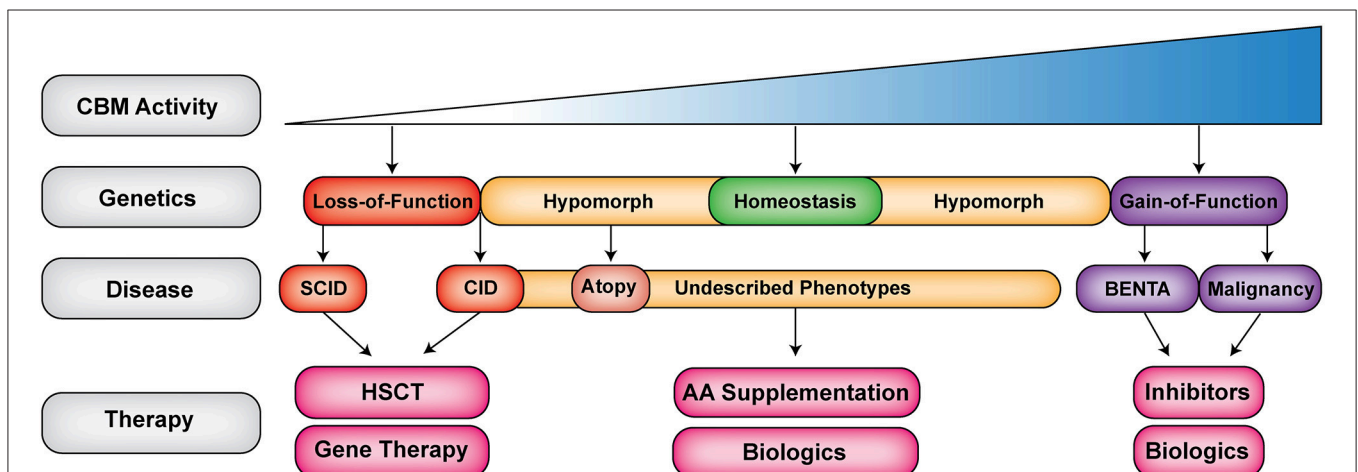 CBM Activity
Genetics
Loss-of-Function
Hypomorph
Homeostasis
Hypomorph
Gain-of-Function
Disease
SCID
CID
Atopy
Undescribed Phenotypes
BENTA
Malignancy
Therapy
HSCT
AA Supplementation
Inhibitors
Gene Therapy
Biologics
Biologics